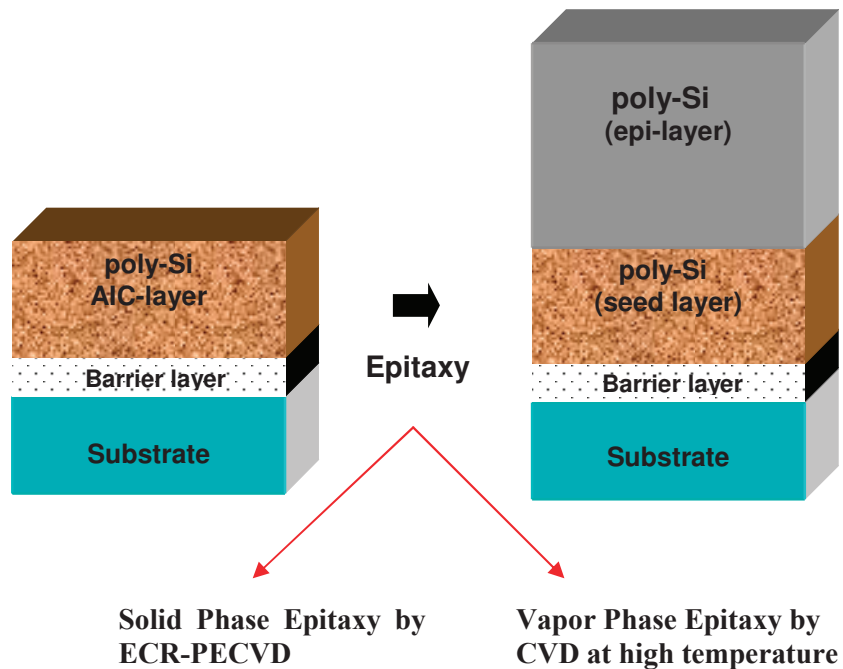 poly-Si
AIC-layer
Barrier layer
Substrate
Epitaxy
poly-Si
(epi-layer)
poly-Si
(seed layer)
Barrier layer
Substrate
Solid Phase Epitaxy by
ECR-PECVD
Vapor Phase Epitaxy by
CVD at high temperature